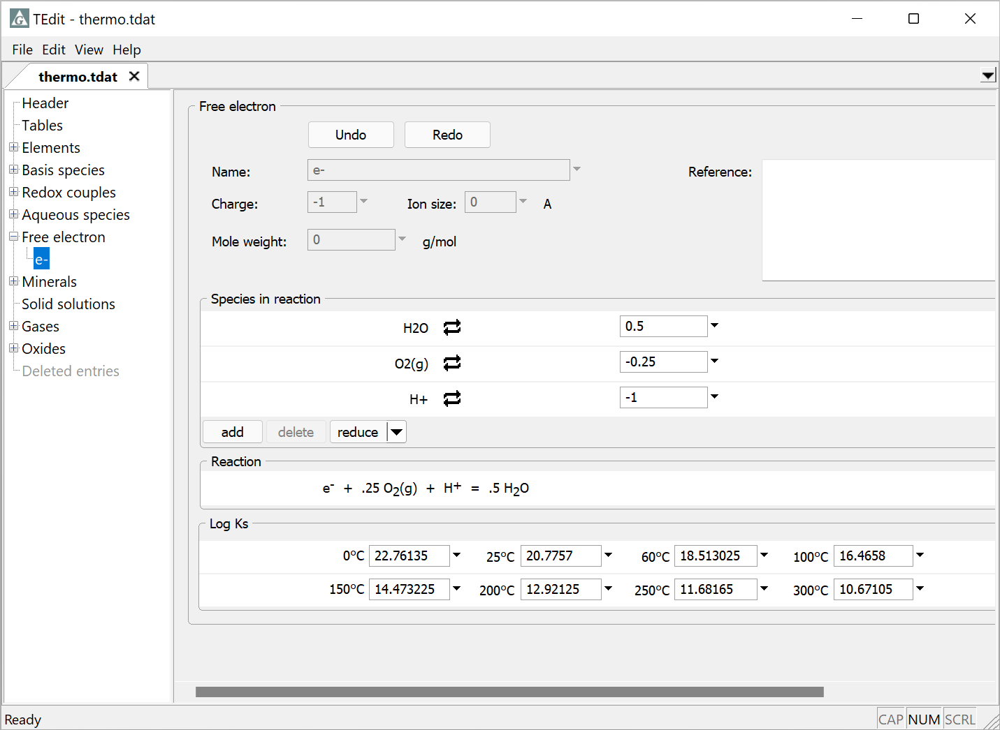 TEdit - thermo.tdat
File Edit View Help
thermo.tdat
Header
Tables
Elements
Basis species
Redox couples
Aqueous species
Free electron
e-
Minerals
Solid solutions
Gases
Oxides
Deleted entries
Free electron
Undo Redo
Name: e- Reference:
Charge: -1 Ion size: 0 A
Mole weight: 0 g/mol
Species in reaction
H2O 0.5
O2(g) -0.25
H+ -1
add delete reduce
Reaction
e⁻ + .25 O₂(g) + H⁺ = .5 H₂O
Log Ks
0°C 22.76135 25°C 20.7757 60°C 18.513025 100°C 16.4658
150°C 14.473225 200°C 12.92125 250°C 11.68165 300°C 10.67105
Ready CAP NUM SCRL